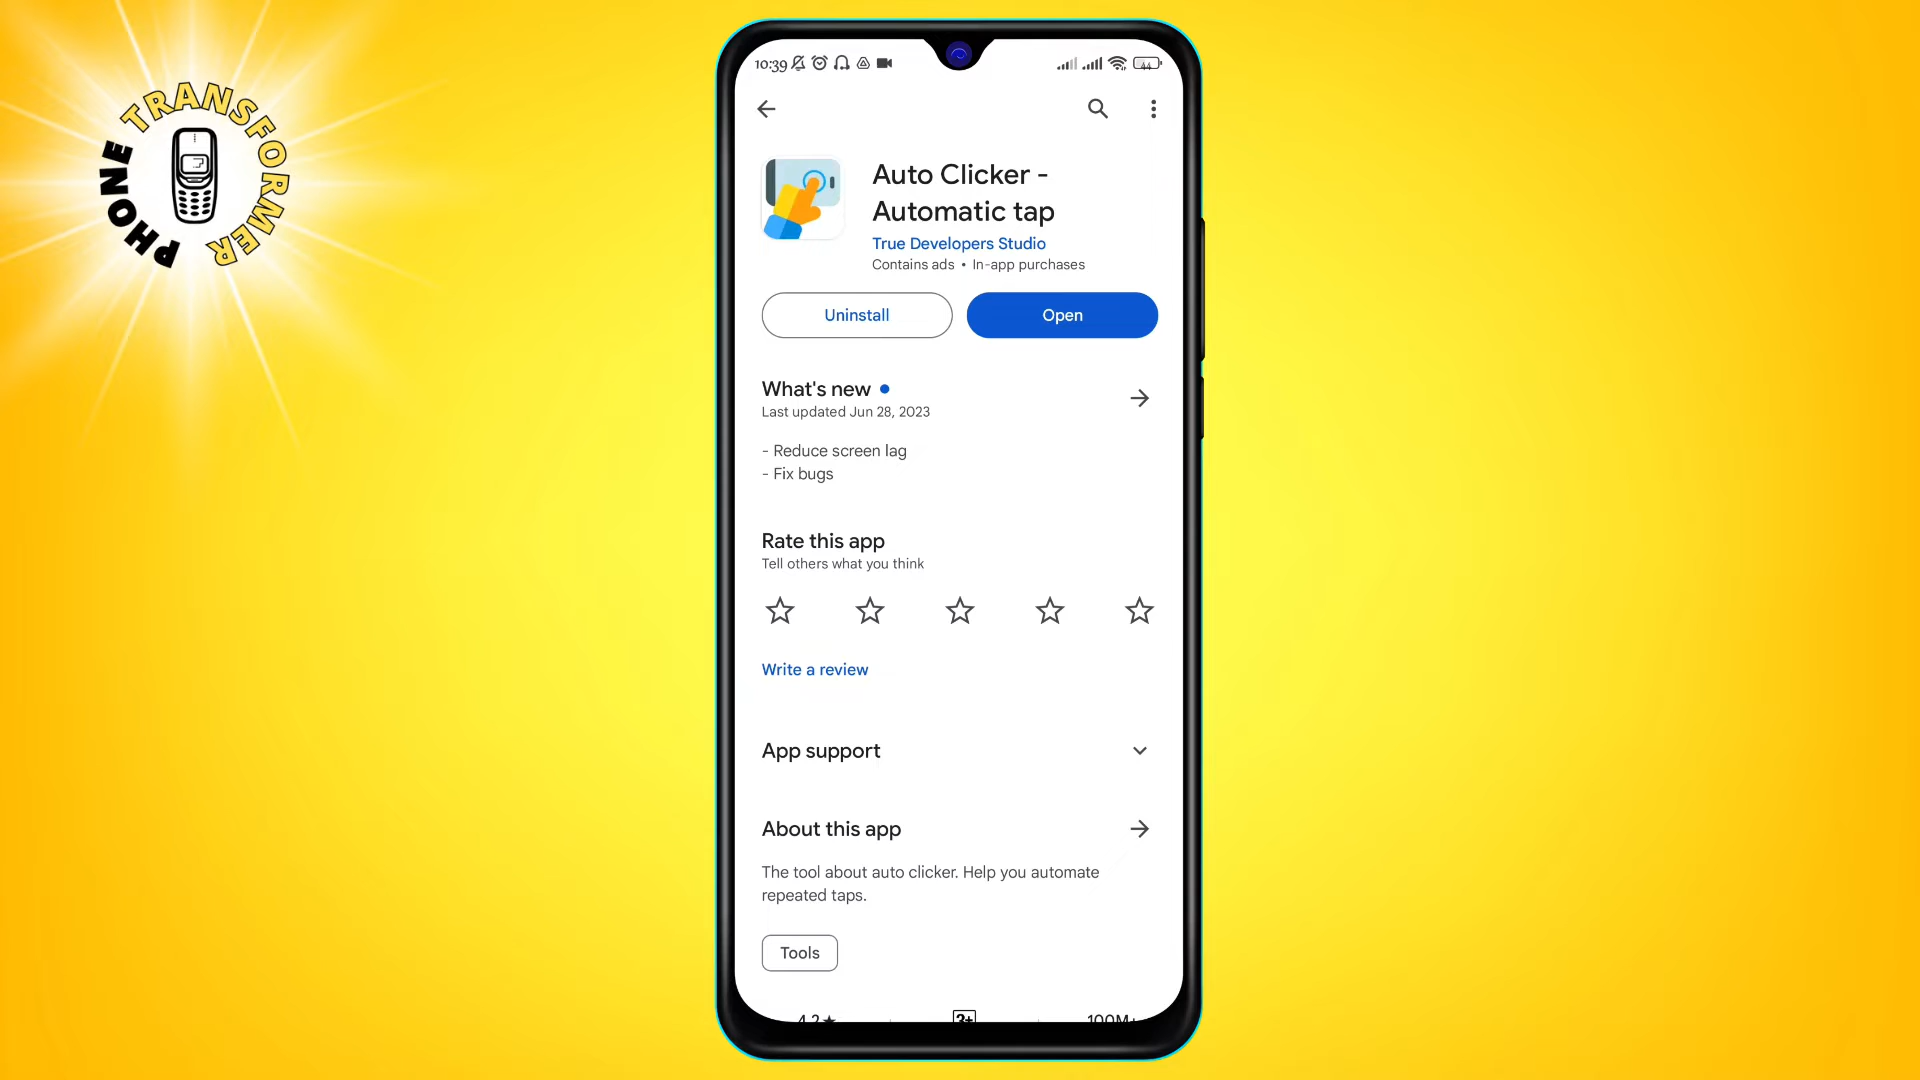 PHONE TRANSFORMER
10:39
44
Auto Clicker -
Automatic tap
True Developers Studio
Contains ads • In-app purchases
Uninstall
Open
What's new
Last updated Jun 28, 2023
- Reduce screen lag
- Fix bugs
Rate this app
Tell others what you think
Write a review
App support
About this app
The tool about auto clicker. Help you automate
repeated taps.
Tools
4.2★
3+
100M+